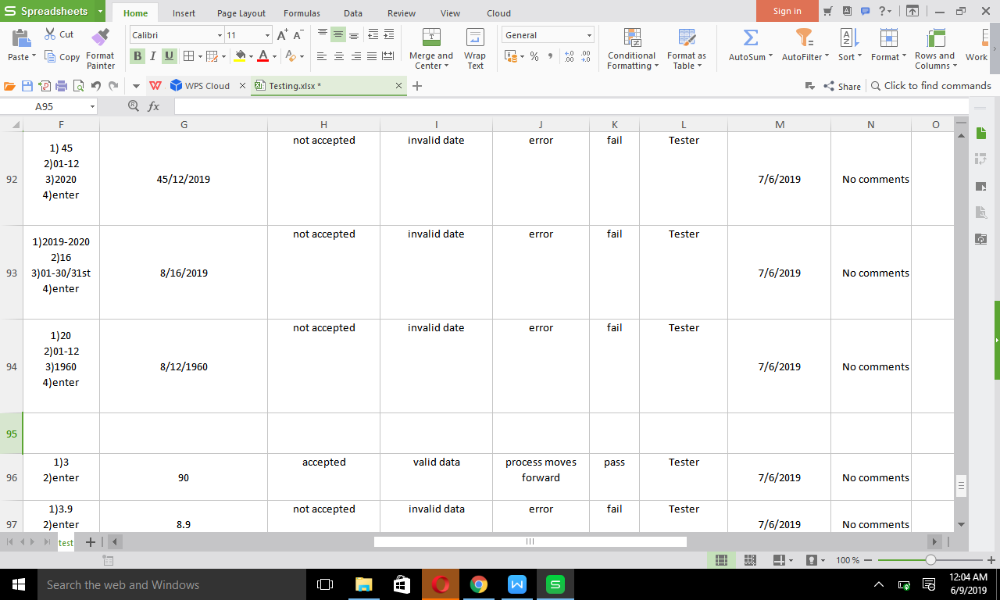 Spreadsheets
Home Insert Page Layout Formulas Data Review View Cloud
Sign in
Paste Cut Copy Format Painter
Calibri 11
B I U
General
Merge and Center
Wrap Text
Conditional Formatting
Format as Table
AutoSum AutoFilter Sort Format Rows and Columns Work
WPS Cloud
Testing.xlsx *
Share Click to find commands
A95 fx
F G H I J K L M N O
92
1) 45
2)01-12
3)2020
4)enter
45/12/2019 not accepted invalid date error fail Tester 7/6/2019 No comments
93
1)2019-2020
2)16
3)01-30/31st
4)enter
8/16/2019 not accepted invalid date error fail Tester 7/6/2019 No comments
94
1)20
2)01-12
3)1960
4)enter
8/12/1960 not accepted invalid date error fail Tester 7/6/2019 No comments
95
96
1)3
2)enter
90 accepted valid data process moves forward pass Tester 7/6/2019 No comments
97
1)3.9
2)enter
8.9 not accepted invalid data error fail Tester 7/6/2019 No comments
test
100 %
Search the web and Windows
12:04 AM
6/9/2019